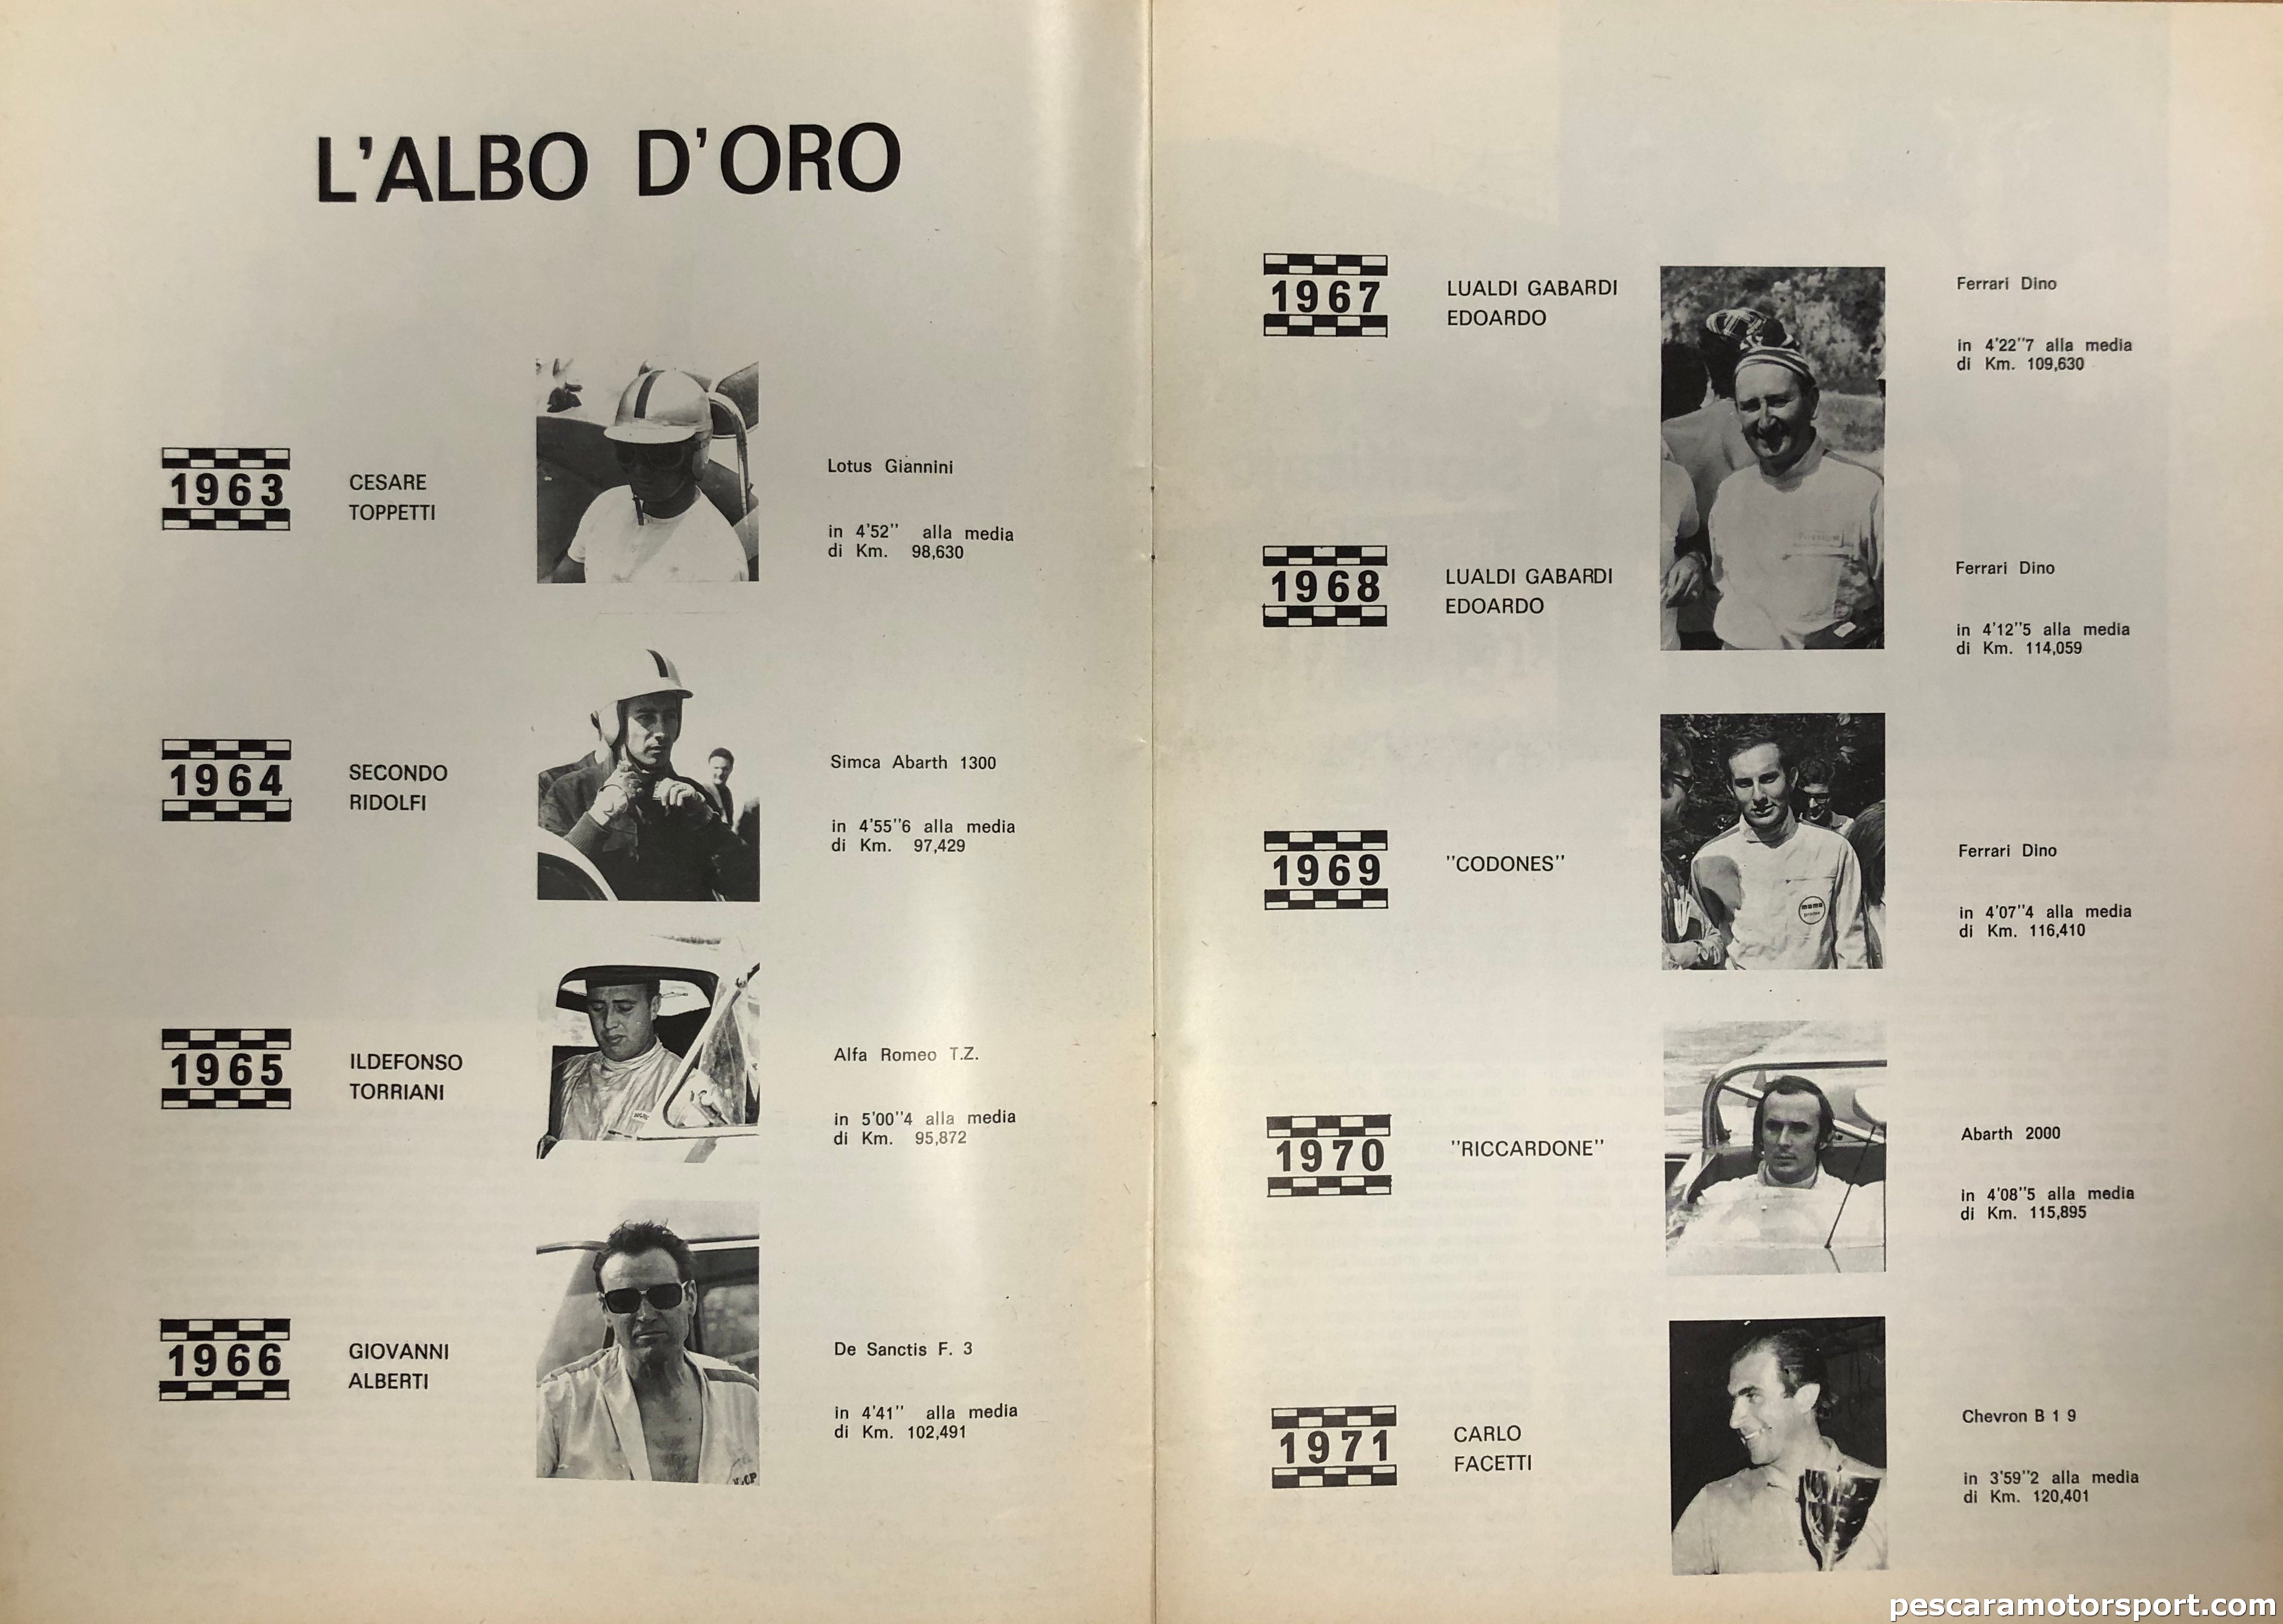 L'ALBO D'ORO
1963
CESARE
TOPPETTI
Lotus Giannini
in 4'52" alla media
di Km. 98,630
1964
SECONDO
RIDOLFI
Simca Abarth 1300
in 4'55"6 alla media
di Km. 97,429
1965
ILDEFONSO
TORRIANI
Alfa Romeo T.Z.
in 5'00"4 alla media
di Km. 95,872
1966
GIOVANNI
ALBERTI
De Sanctis F. 3
in 4'41" alla media
di Km. 102,491
1967
LUALDI GABARDI
EDOARDO
Ferrari Dino
in 4'22"7 alla media
di Km. 109,630
1968
LUALDI GABARDI
EDOARDO
Ferrari Dino
in 4'12"5 alla media
di Km. 114,059
1969
"CODONES"
Ferrari Dino
in 4'07"4 alla media
di Km. 116,410
1970
"RICCARDONE"
Abarth 2000
in 4'08"5 alla media
di Km. 115,895
1971
CARLO
FACETTI
Chevron B 1 9
in 3'59"2 alla media
di Km. 120,401
pescaramotorsport.com